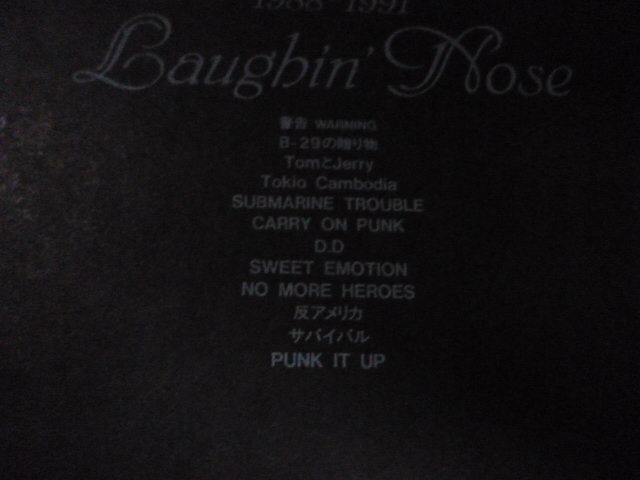 1988-1991
Laughin' Nose
警告 WARNING
B-29の贈り物
TomとJerry
Tokio Cambodia
SUBMARINE TROUBLE
CARRY ON PUNK
D.D
SWEET EMOTION
NO MORE HEROES
反アメリカ
サバイバル
PUNK IT UP